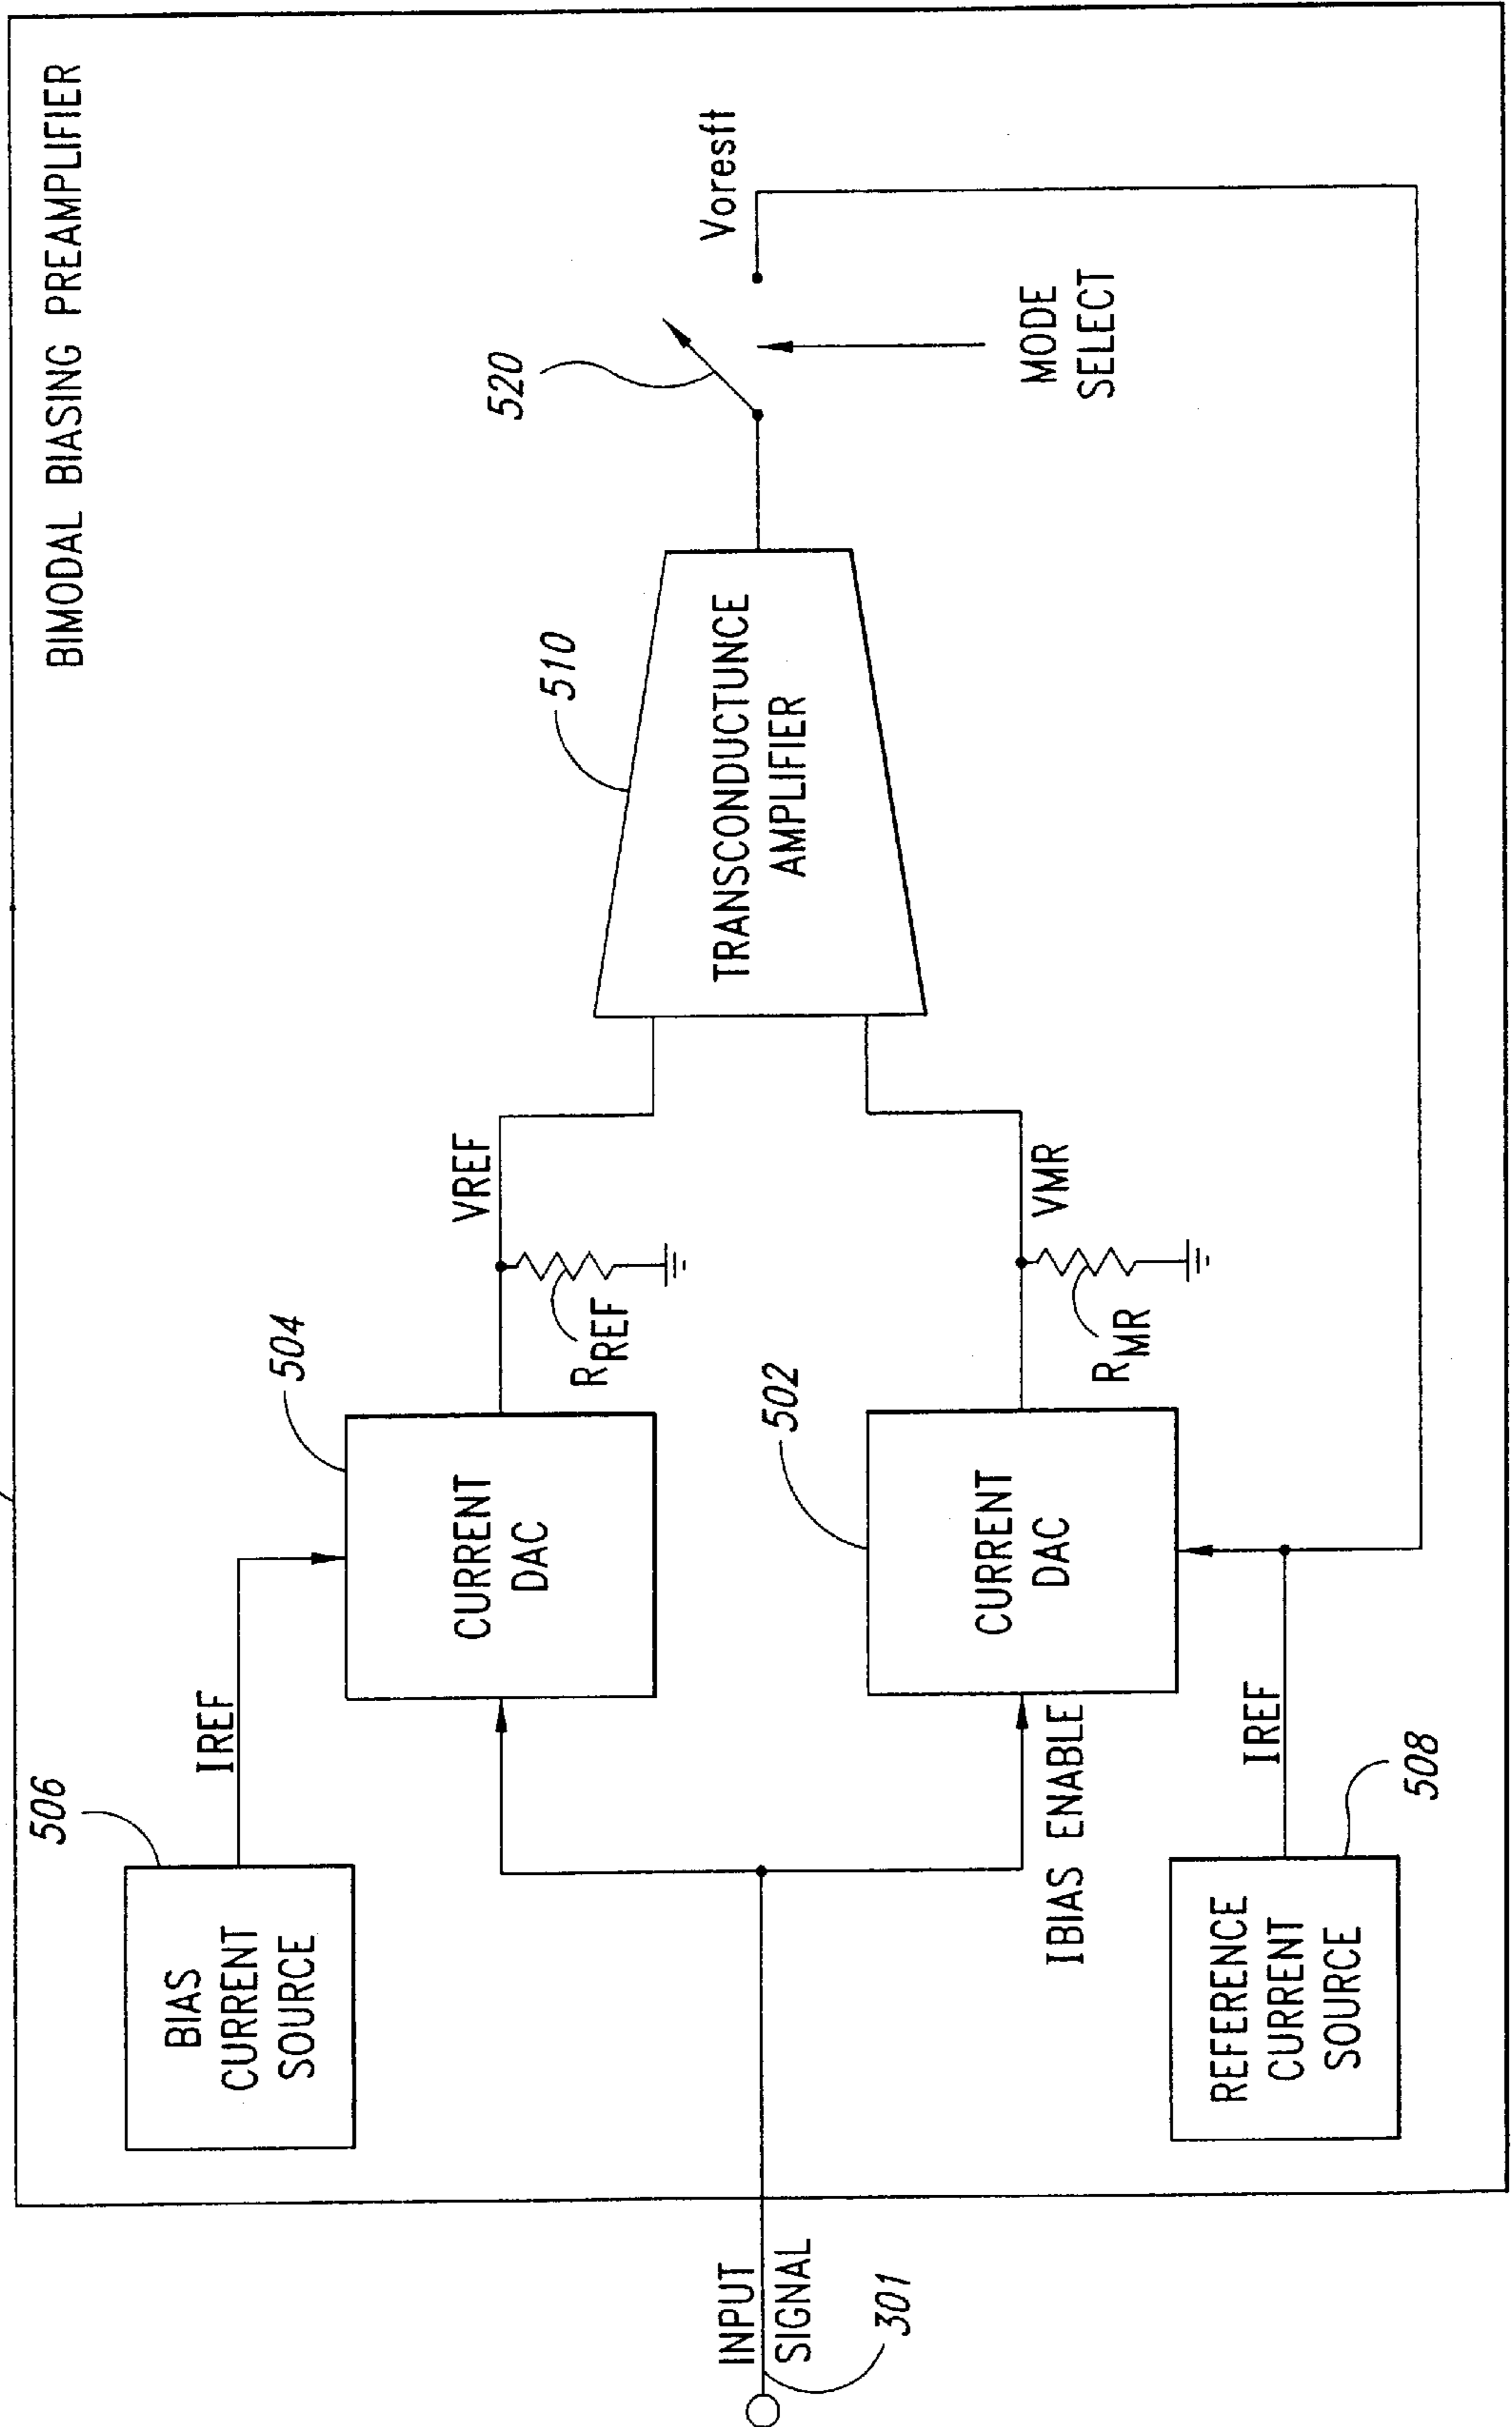 BIMODAL BIASING PREAMPLIFIER
506
BIAS
CURRENT
SOURCE
IREF
504
CURRENT
DAC
VREF
RREF
510
TRANSCONDUCTUNCE
AMPLIFIER
520
Voresft
MODE
SELECT
INPUT
SIGNAL
301
502
CURRENT
DAC
IBIAS ENABLE
VMR
RMR
REFERENCE
CURRENT
SOURCE
IREF
508